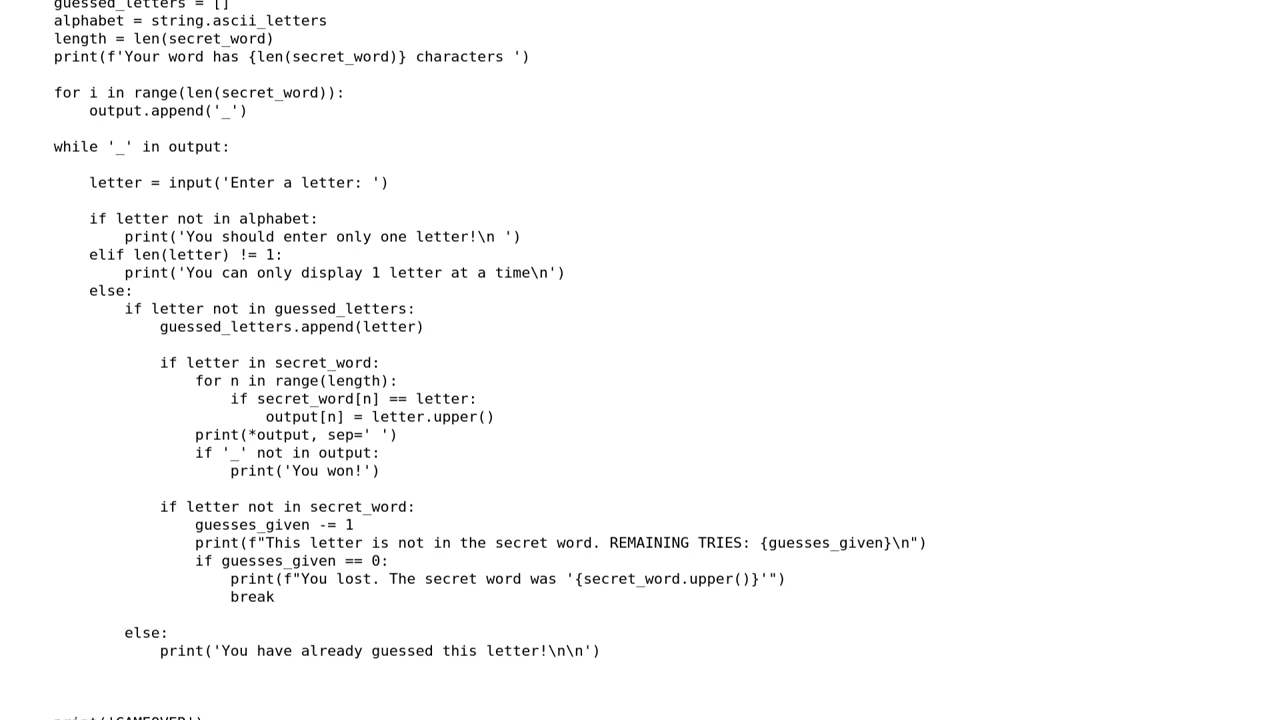 guessed_letters = []
alphabet = string.ascii_letters
length = len(secret_word)
print(f'Your word has {len(secret_word)} characters ')
for i in range(len(secret_word)):
    output.append('_')
while '_' in output:
    letter = input('Enter a letter: ')
    if letter not in alphabet:
        print('You should enter only one letter!\n ')
    elif len(letter) != 1:
        print('You can only display 1 letter at a time\n')
    else:
        if letter not in guessed_letters:
            guessed_letters.append(letter)
            if letter in secret_word:
                for n in range(length):
                    if secret_word[n] == letter:
                        output[n] = letter.upper()
                print(*output, sep=' ')
                if '_' not in output:
                    print('You won!')
            if letter not in secret_word:
                guesses_given -= 1
                print(f"This letter is not in the secret word. REMAINING TRIES: {guesses_given}\n")
                if guesses_given == 0:
                    print(f"You lost. The secret word was '{secret_word.upper()}'")
                    break
        else:
            print('You have already guessed this letter!\n\n')
print('GAMEOVER')